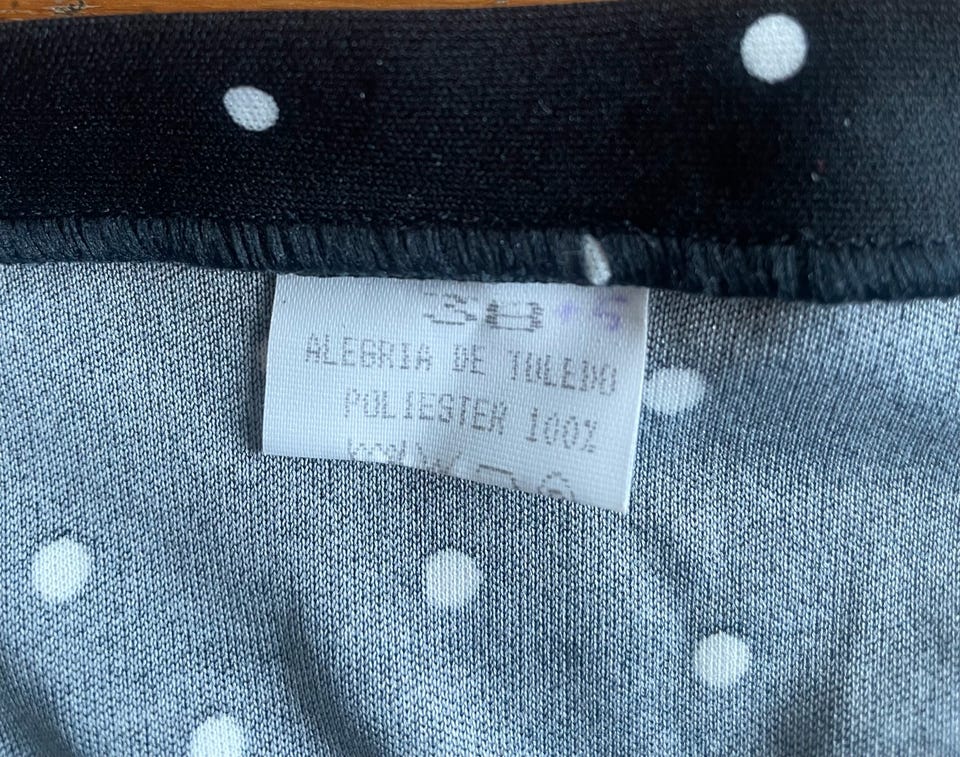 38
ALEGRIA DE TOLEDO
POLIESTER 100%